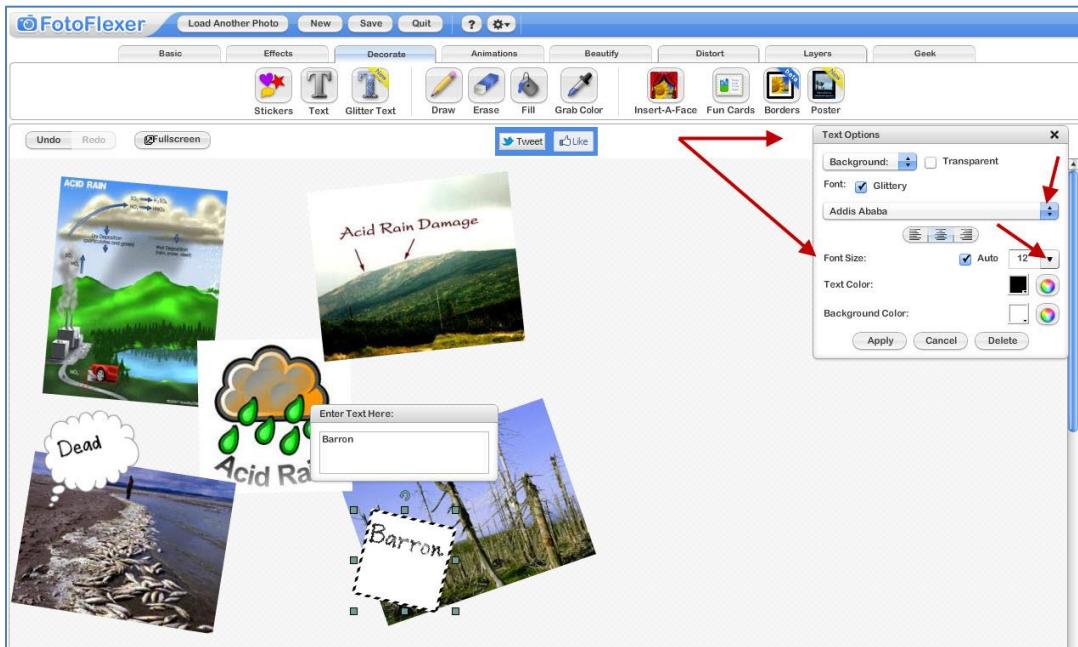 FotoFlexer
Load Another Photo New Save Quit ?
Basic Effects Decorate Animations Beautify Distort Layers Geek
New New
Beta
Stickers Text Glitter Text Draw Erase Fill Grab Color Insert-A-Face Fun Cards Borders Poster
Undo Redo Fullscreen Tweet Like
Text Options
Background: Transparent
Font: Glittery
Addis Ababa
Font Size: Auto 12
Text Color:
Background Color:
Apply Cancel Delete
ACID RAIN
Acid Rain Damage
Dead
Acid Ra
Enter Text Here:
Barron
Barron